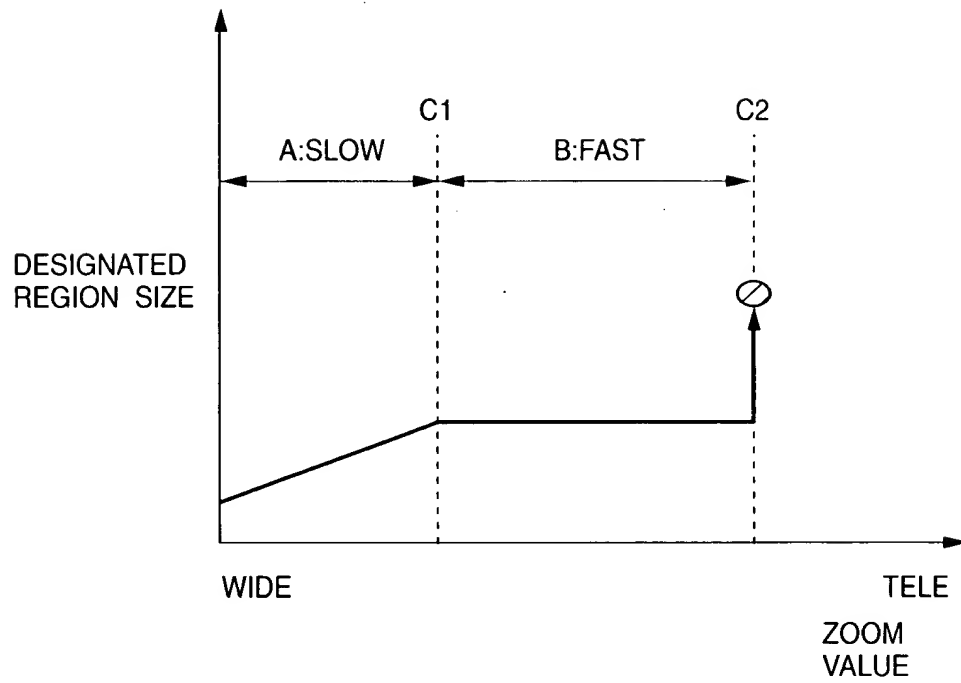 C1
C2
A:SLOW
B:FAST
DESIGNATED
REGION SIZE
WIDE
TELE
ZOOM
VALUE